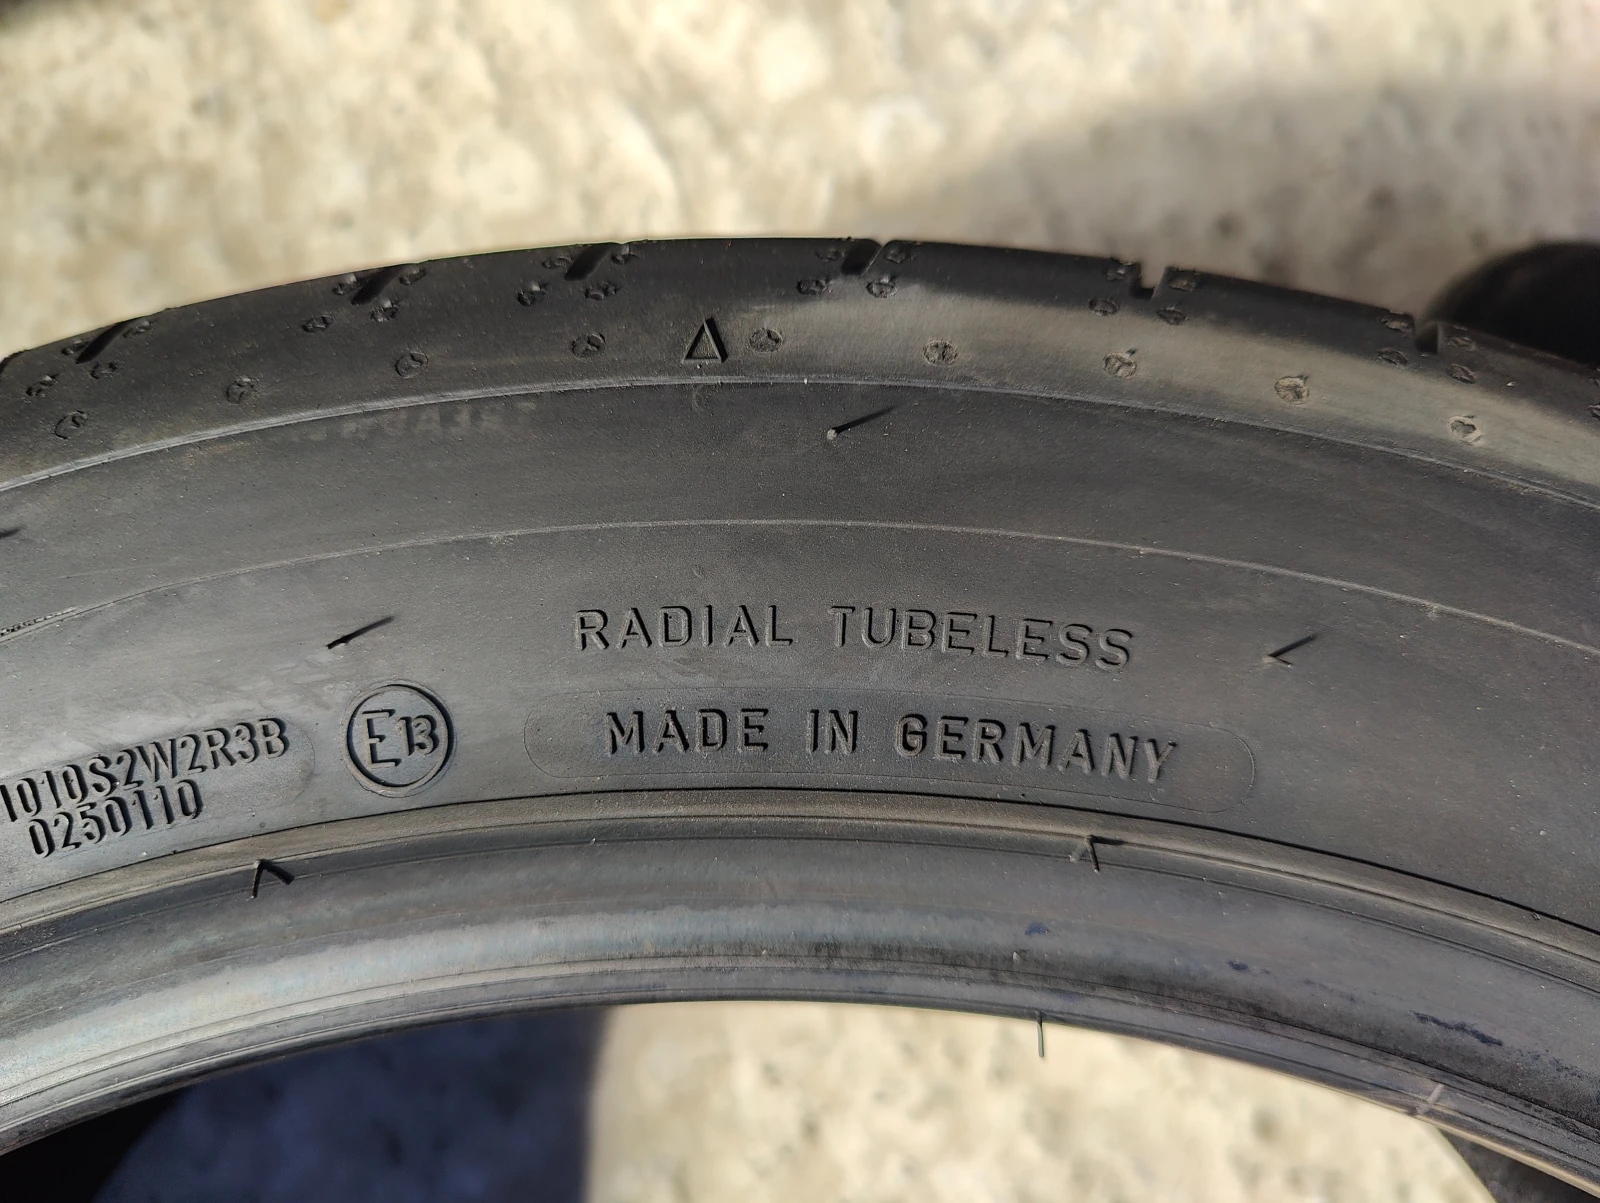 RADIAL TUBELESS
1010S2W2R3B
0250110
E13
MADE IN GERMANY